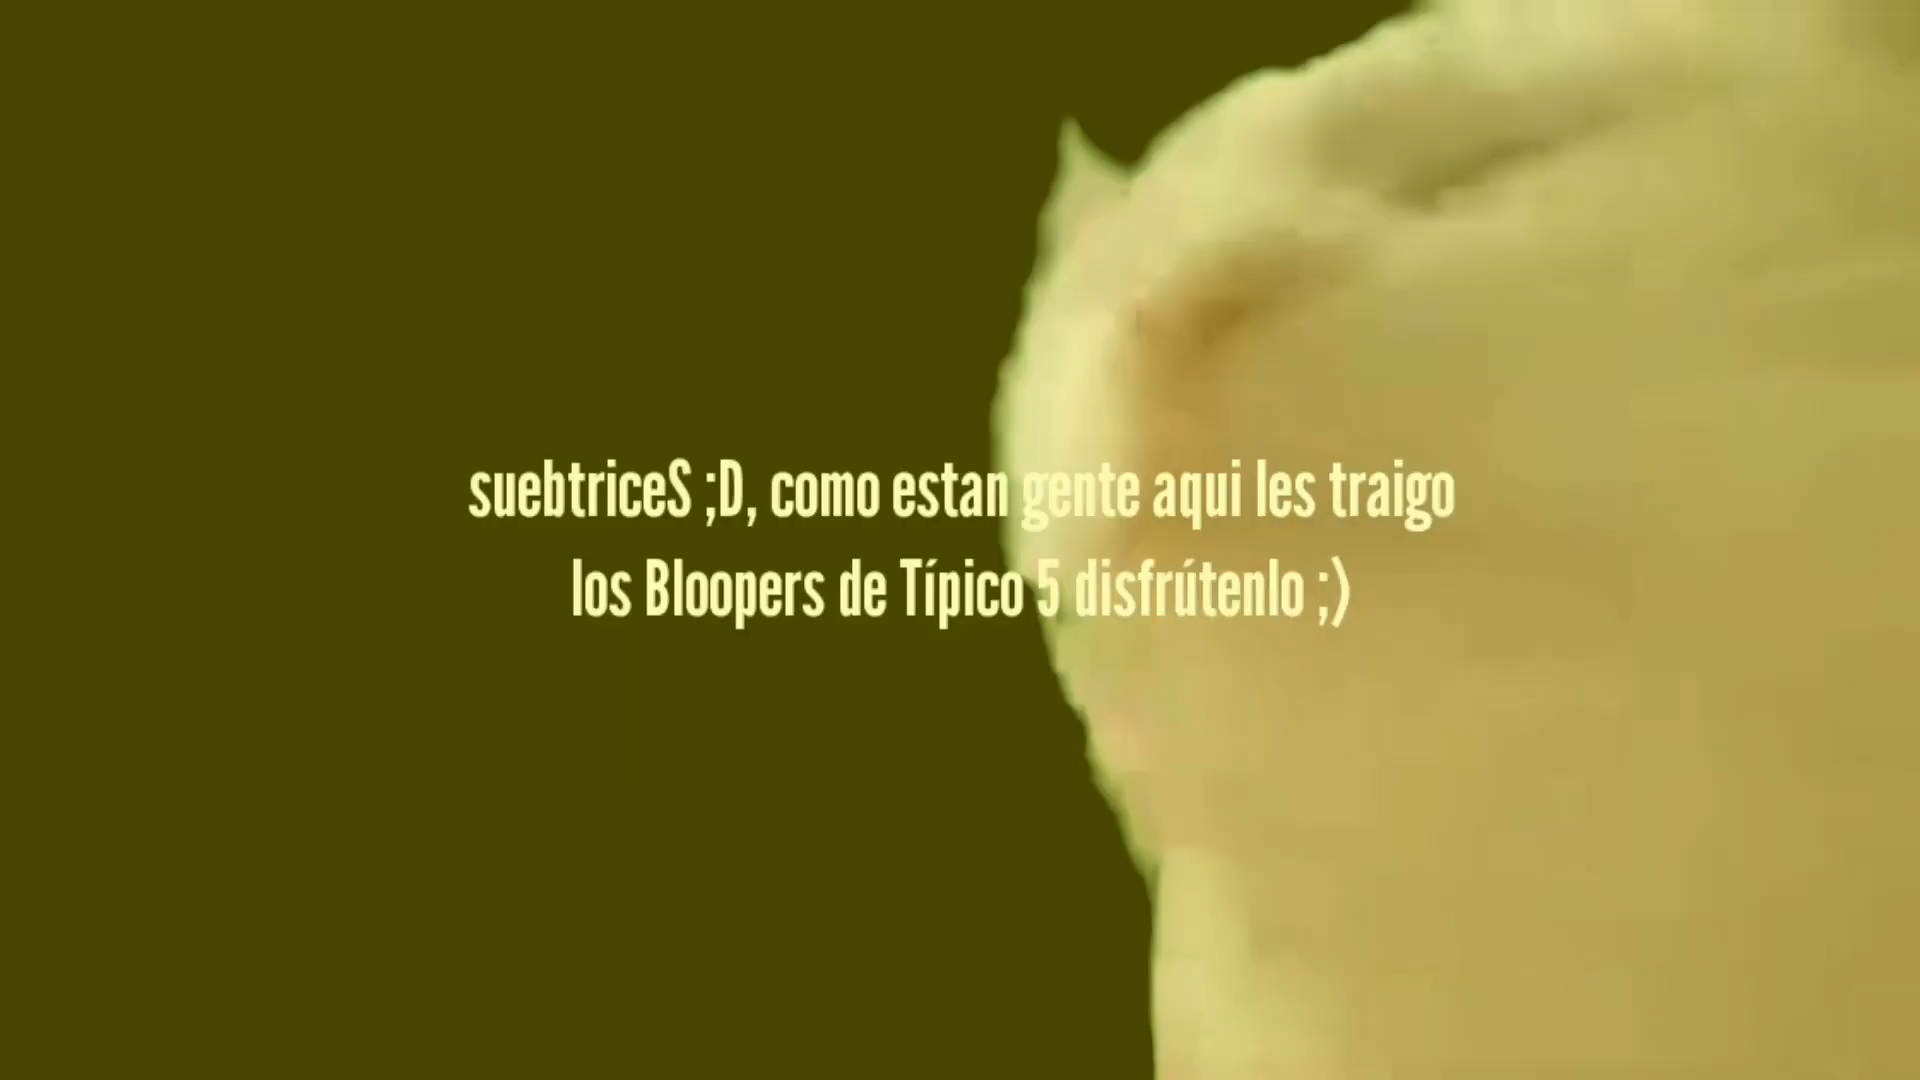 suebtriceS ;D, como estan gente aqui les traigo
los Bloopers de Típico 5 disfrútenlo ;)